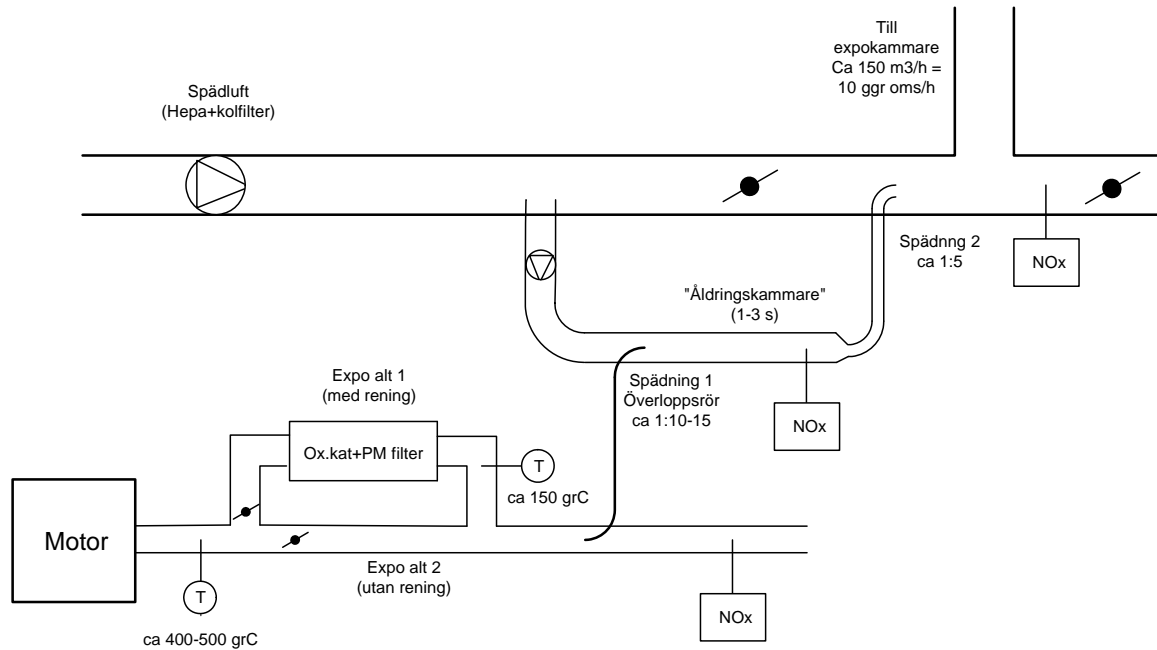 Till
expokammare
Ca 150 m3/h =
10 ggr oms/h
Spädluft
(Hepa+kolfilter)
Spädnng 2
ca 1:5
NOx
"Åldringskammare"
(1-3 s)
Expo alt 1
(med rening)
Spädning 1
Överloppsrör
ca 1:10-15
NOx
Ox.kat+PM filter
T
ca 150 grC
Motor
Expo alt 2
(utan rening)
T
NOx
ca 400-500 grC